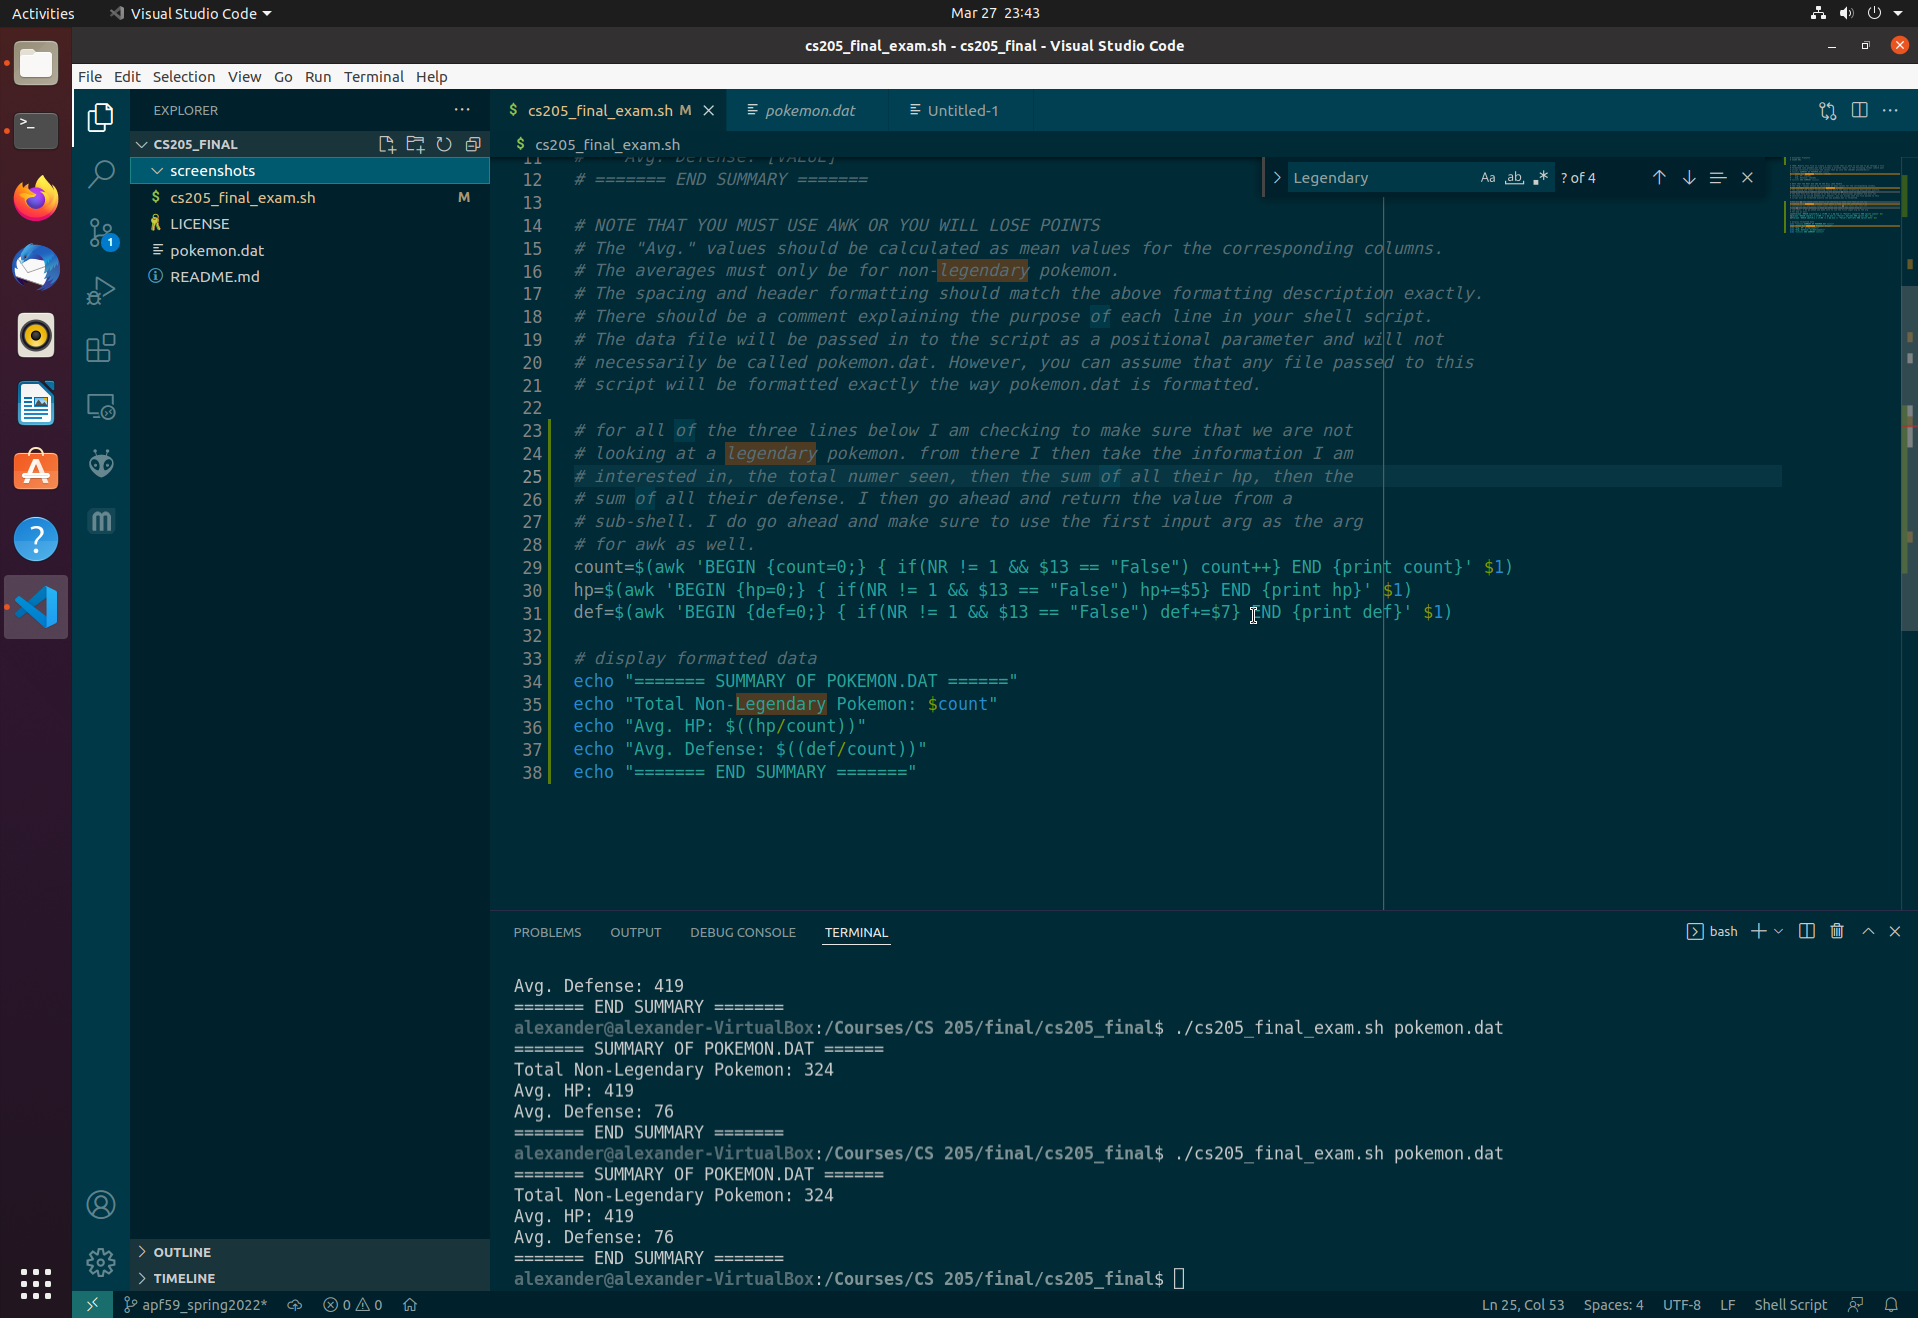 Activities
Visual Studio Code
Mar 27 23:43
cs205_final_exam.sh - cs205_final - Visual Studio Code
File Edit Selection View Go Run Terminal Help
EXPLORER
CS205_FINAL
screenshots
$ cs205_final_exam.sh M
LICENSE
pokemon.dat
README.md
1
OUTLINE
TIMELINE
$ cs205_final_exam.sh M
pokemon.dat
Untitled-1
$ cs205_final_exam.sh
Legendary Aa ab ? of 4
11 # Avg. Defense: [VALUE]
12 # ======= END SUMMARY =======
13
14 # NOTE THAT YOU MUST USE AWK OR YOU WILL LOSE POINTS
15 # The "Avg." values should be calculated as mean values for the corresponding columns.
16 # The averages must only be for non-legendary pokemon.
17 # The spacing and header formatting should match the above formatting description exactly.
18 # There should be a comment explaining the purpose of each line in your shell script.
19 # The data file will be passed in to the script as a positional parameter and will not
20 # necessarily be called pokemon.dat. However, you can assume that any file passed to this
21 # script will be formatted exactly the way pokemon.dat is formatted.
22
23 # for all of the three lines below I am checking to make sure that we are not
24 # looking at a legendary pokemon. from there I then take the information I am
25 # interested in, the total numer seen, then the sum of all their hp, then the
26 # sum of all their defense. I then go ahead and return the value from a
27 # sub-shell. I do go ahead and make sure to use the first input arg as the arg
28 # for awk as well.
29 count=$(awk 'BEGIN {count=0;} { if(NR != 1 && $13 == "False") count++} END {print count}' $1)
30 hp=$(awk 'BEGIN {hp=0;} { if(NR != 1 && $13 == "False") hp+=$5} END {print hp}' $1)
31 def=$(awk 'BEGIN {def=0;} { if(NR != 1 && $13 == "False") def+=$7} END {print def}' $1)
32
33 # display formatted data
34 echo "======= SUMMARY OF POKEMON.DAT ======"
35 echo "Total Non-Legendary Pokemon: $count"
36 echo "Avg. HP: $((hp/count))"
37 echo "Avg. Defense: $((def/count))"
38 echo "======= END SUMMARY ======="
PROBLEMS OUTPUT DEBUG CONSOLE TERMINAL
bash
Avg. Defense: 419
======= END SUMMARY =======
alexander@alexander-VirtualBox:/Courses/CS 205/final/cs205_final$ ./cs205_final_exam.sh pokemon.dat
======= SUMMARY OF POKEMON.DAT ======
Total Non-Legendary Pokemon: 324
Avg. HP: 419
Avg. Defense: 76
======= END SUMMARY =======
alexander@alexander-VirtualBox:/Courses/CS 205/final/cs205_final$ ./cs205_final_exam.sh pokemon.dat
======= SUMMARY OF POKEMON.DAT ======
Total Non-Legendary Pokemon: 324
Avg. HP: 419
Avg. Defense: 76
======= END SUMMARY =======
alexander@alexander-VirtualBox:/Courses/CS 205/final/cs205_final$
apf59_spring2022* 0 0
Ln 25, Col 53 Spaces: 4 UTF-8 LF Shell Script